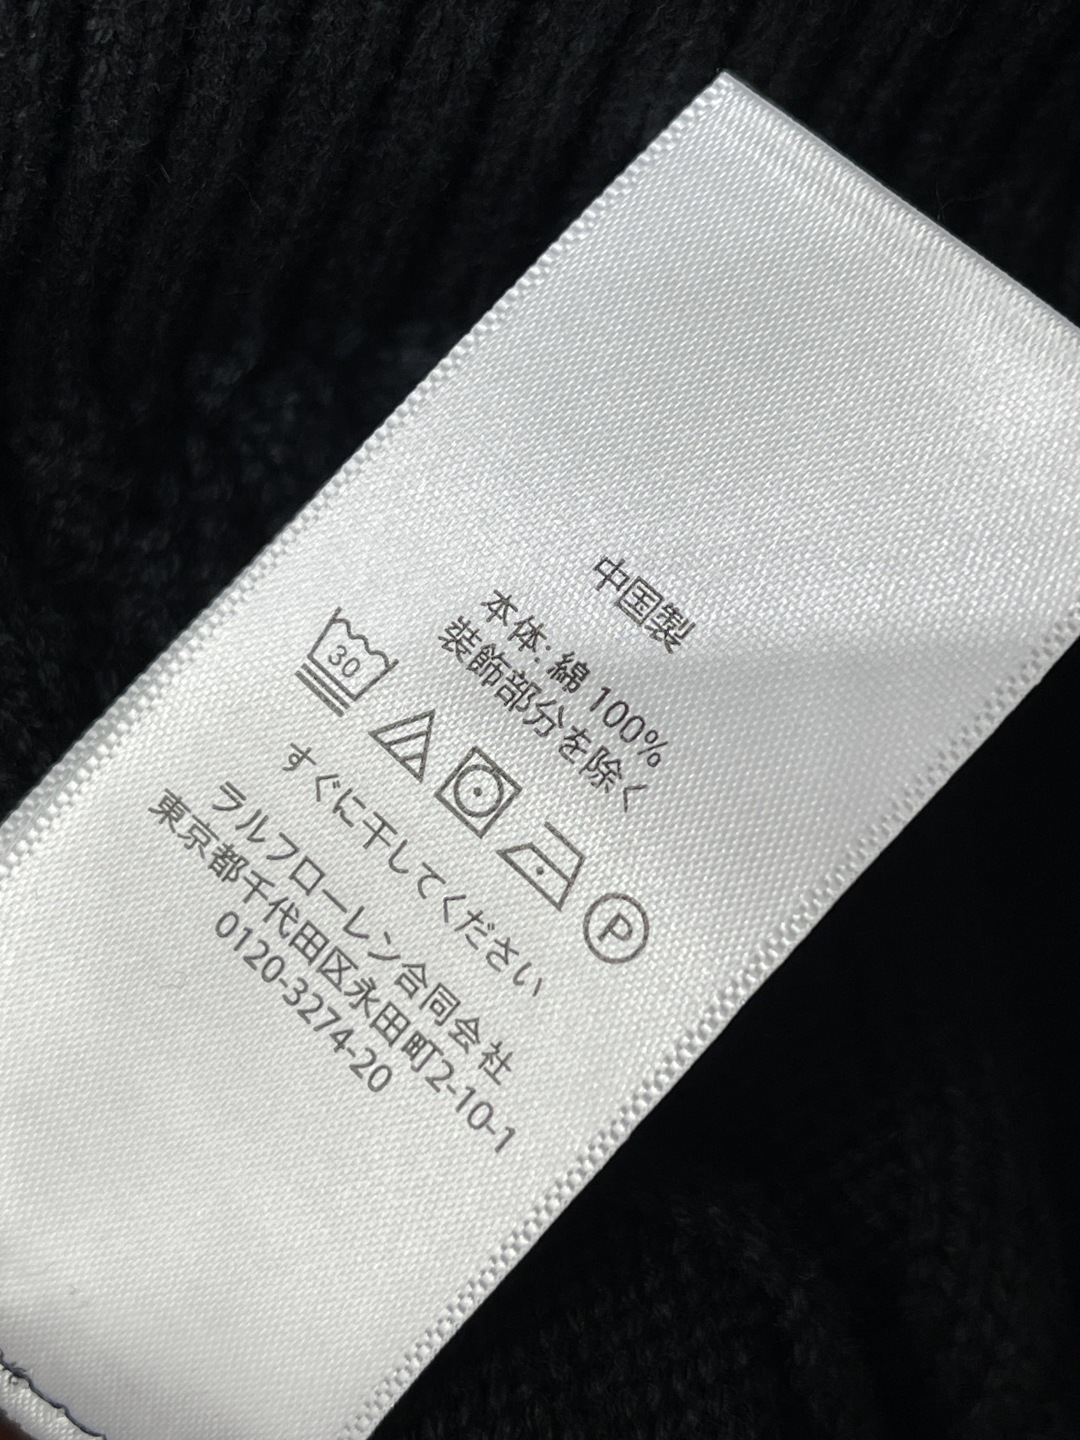 中国製
本体: 綿 100%
装飾部分を除く
30
P
すぐに干してください
ラルフローレン合同会社
東京都千代田区永田町2-10-1
0120-3274-20